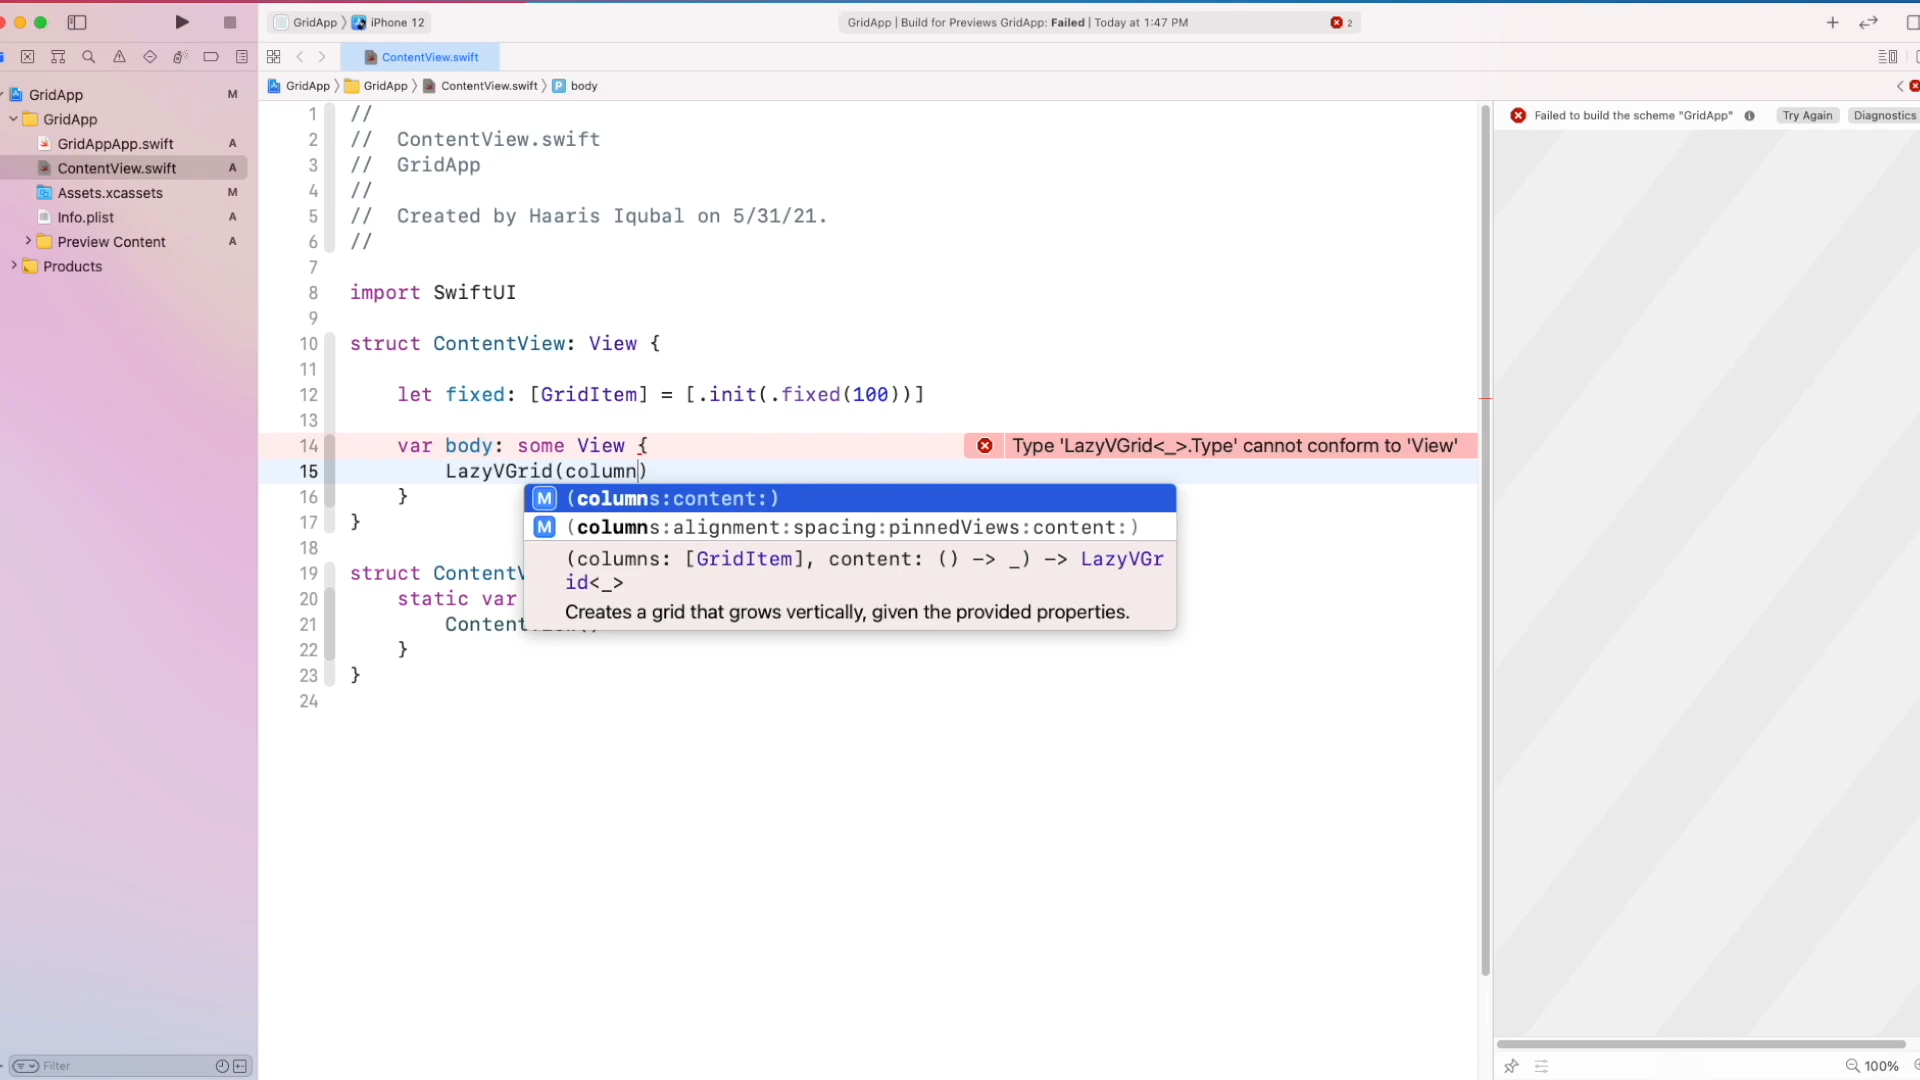 GridApp 〉 iPhone 12
GridApp | Build for Previews GridApp: Failed | Today at 1:47 PM
2
ContentView.swift
GridApp 〉 GridApp 〉 ContentView.swift 〉 P body
GridApp M
GridApp
GridAppApp.swift A
ContentView.swift A
Assets.xcassets M
Info.plist A
Preview Content A
Products
Filter
1 //
2 // ContentView.swift
3 // GridApp
4 //
5 // Created by Haaris Iqubal on 5/31/21.
6 //
7
8 import SwiftUI
9
10 struct ContentView: View {
11
12 let fixed: [GridItem] = [.init(.fixed(100))]
13
14 var body: some View {
Type 'LazyVGrid<_>.Type' cannot conform to 'View'
15 LazyVGrid(column)
16 }
17 }
18
19 struct ContentV
20 static var
21 Content
22 }
23 }
24
M (columns:content:)
M (columns:alignment:spacing:pinnedViews:content:)
(columns: [GridItem], content: () -> _) -> LazyVGr
id<_>
Creates a grid that grows vertically, given the provided properties.
Failed to build the scheme "GridApp" Try Again Diagnostics
100%